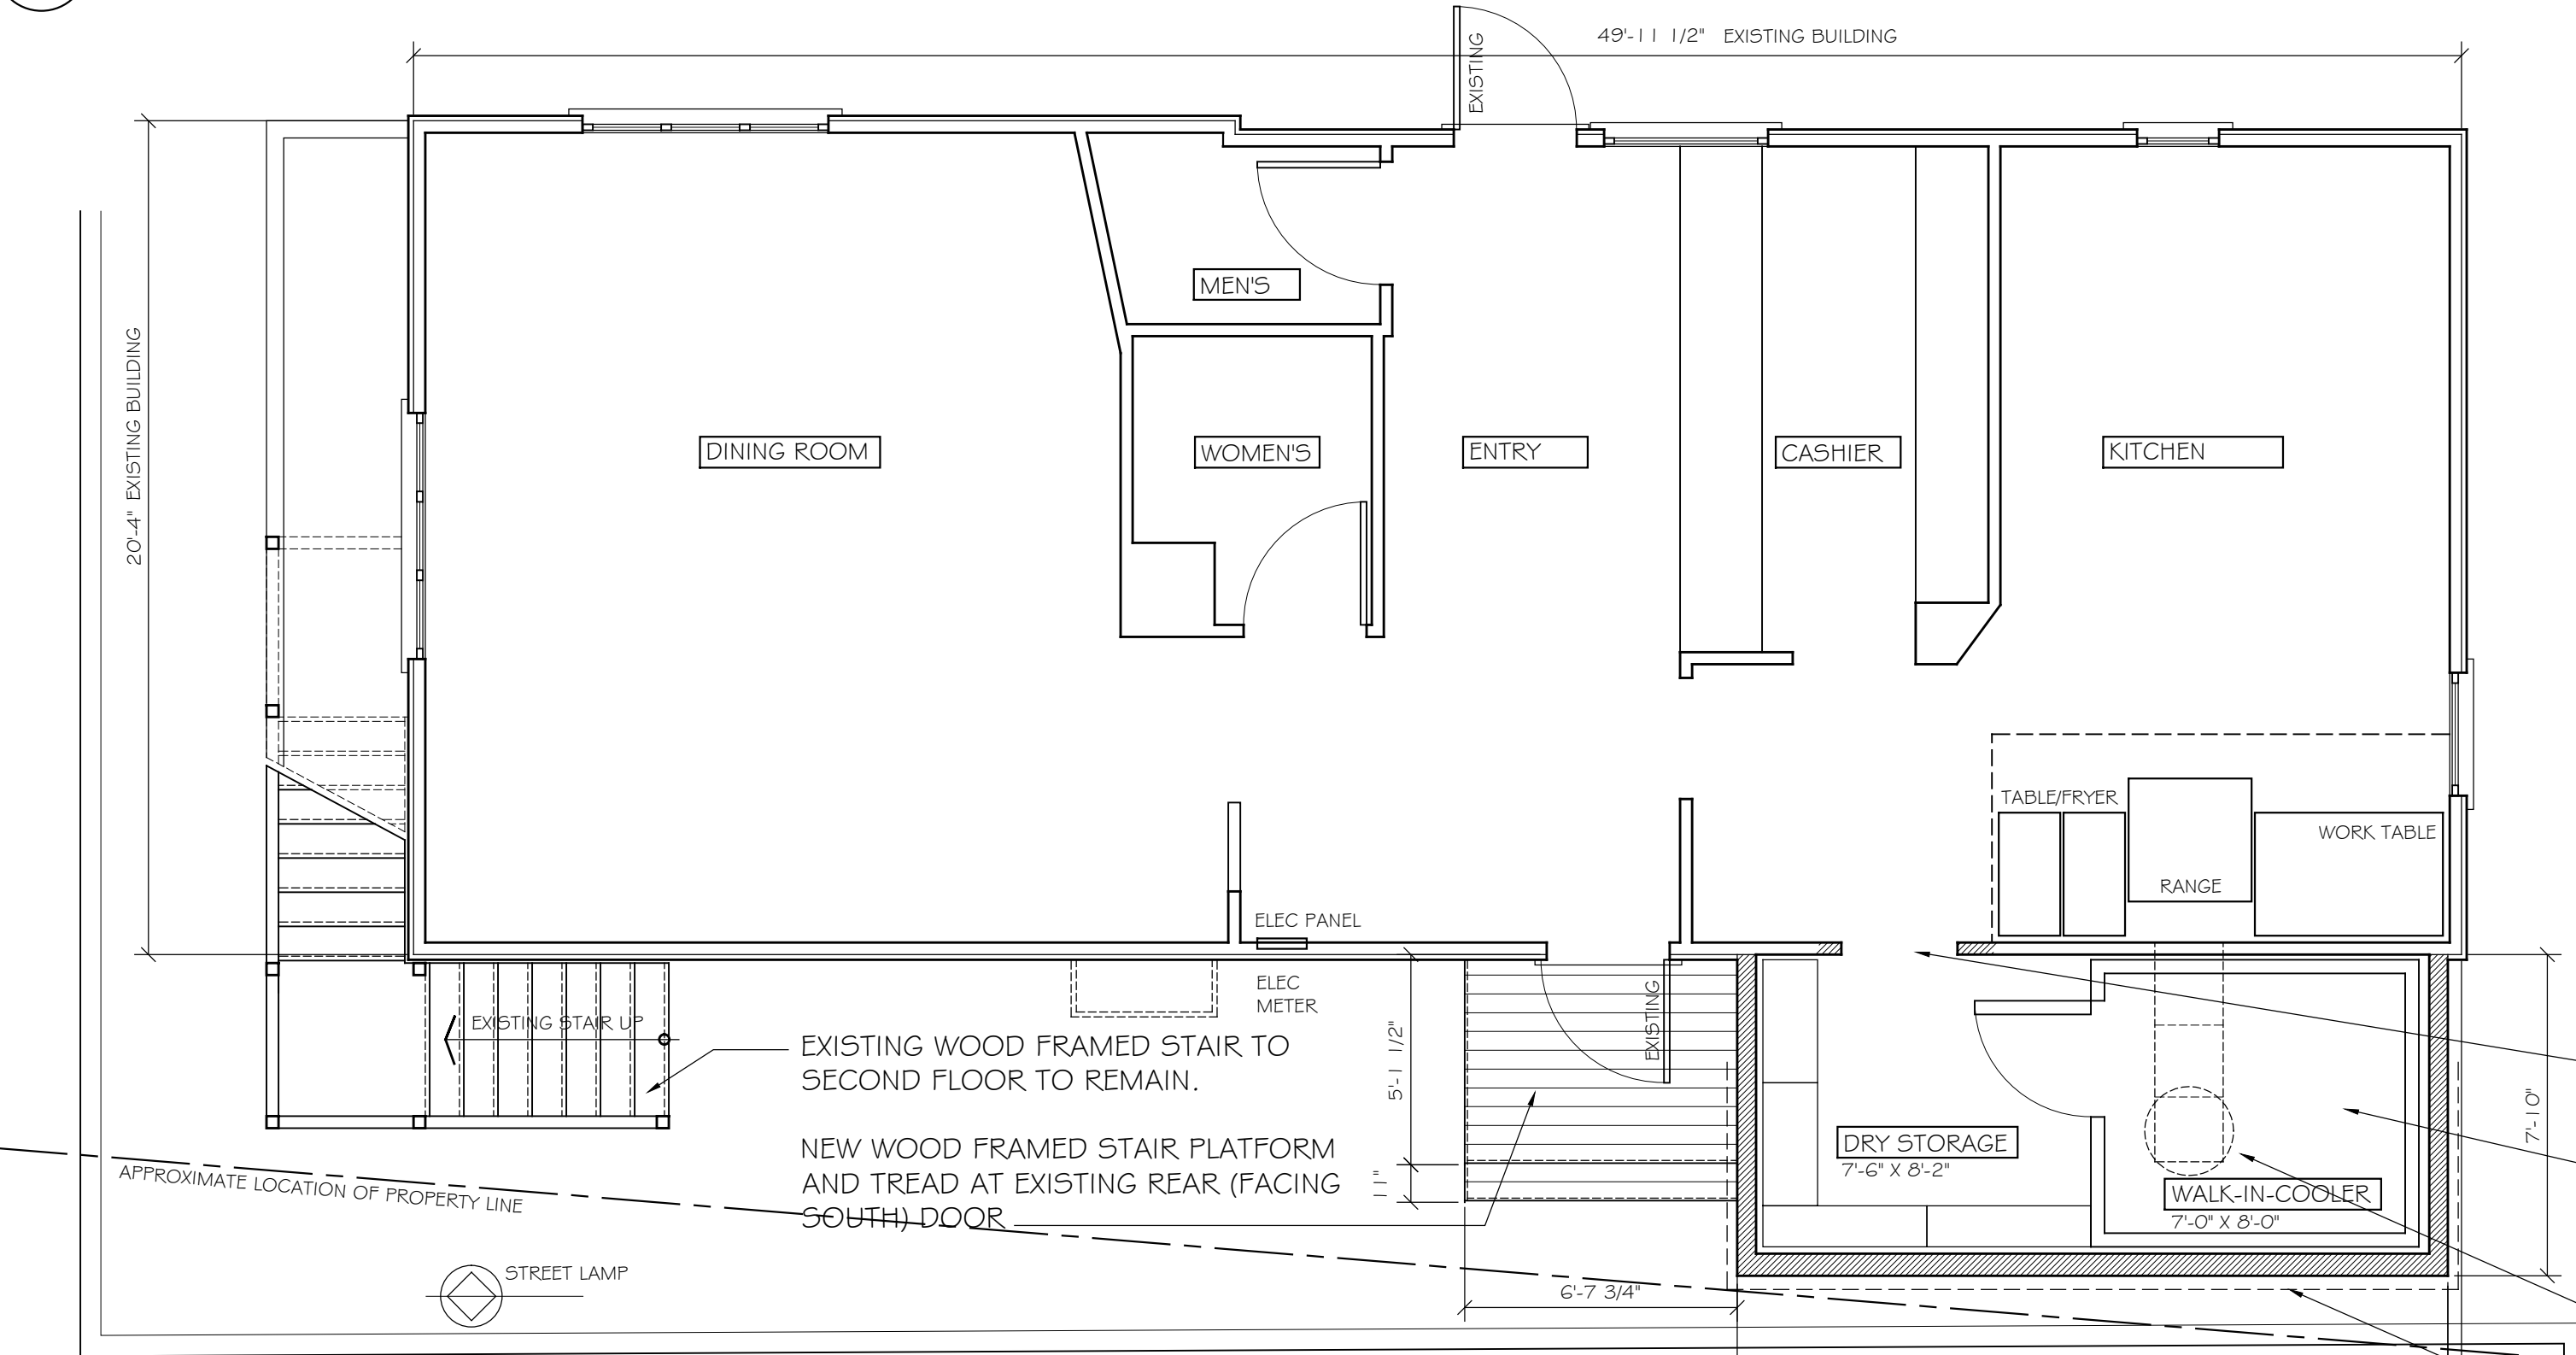 49'-11 1/2" EXISTING BUILDING
EXISTING
20'-4" EXISTING BUILDING
MEN'S
DINING ROOM
WOMEN'S
ENTRY
CASHIER
KITCHEN
TABLE/FRYER
WORK TABLE
RANGE
ELEC PANEL
ELEC
METER
EXISTING STAIR UP
EXISTING WOOD FRAMED STAIR TO
SECOND FLOOR TO REMAIN.
NEW WOOD FRAMED STAIR PLATFORM
AND TREAD AT EXISTING REAR (FACING
SOUTH) DOOR
5'-1 1/2"
11"
EXISTING
DRY STORAGE
7'-6" X 8'-2"
WALK-IN-COOLER
7'-0" X 8'-0"
7'-10"
APPROXIMATE LOCATION OF PROPERTY LINE
STREET LAMP
6'-7 3/4"